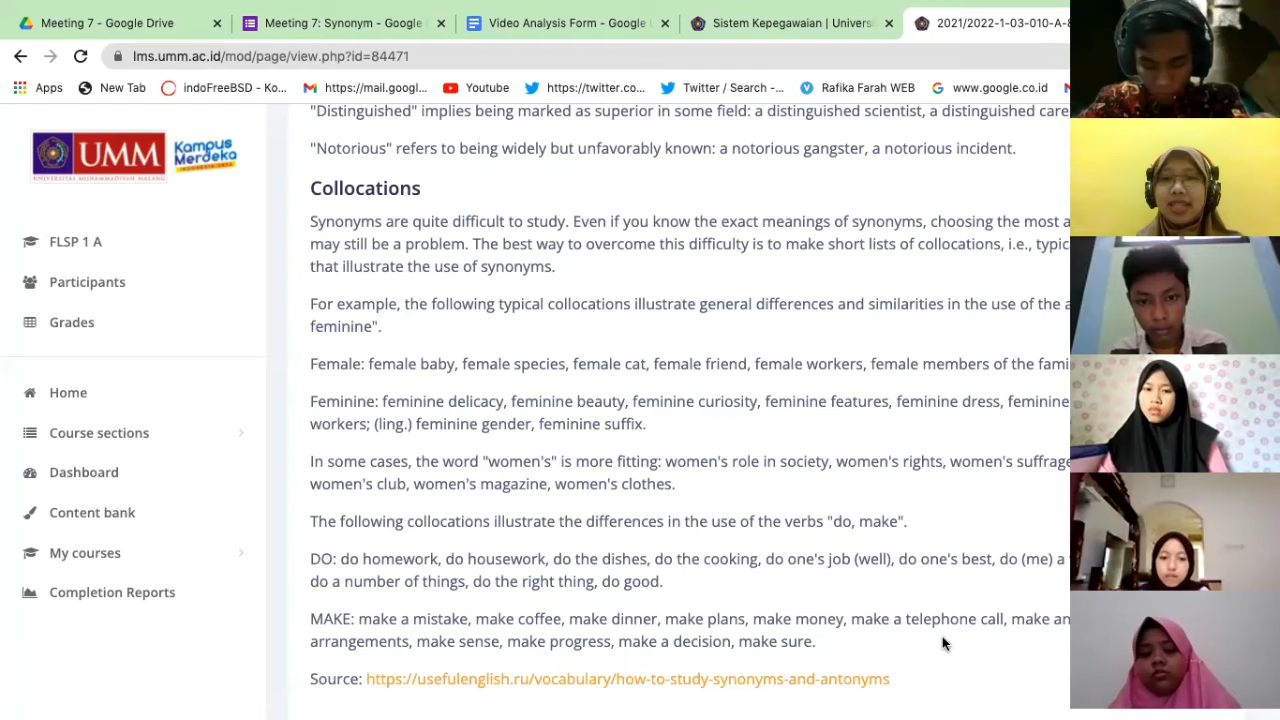 Meeting 7 - Google Drive
Meeting 7: Synonym - Google
Video Analysis Form - Google
Sistem Kepegawaian | Univers
2021/2022-1-03-010-A-
lms.umm.ac.id/mod/page/view.php?id=84471
Apps
New Tab
indoFreeBSD - Ko...
https://mail.googl...
Youtube
https://twitter.co...
Twitter / Search -...
Rafika Farah WEB
www.google.co.id
UMM
UNIVERSITAS MUHAMMADIYAH MALANG
Kampus
Merdeka
INDONESIA JAYA
FLSP 1 A
Participants
Grades
Home
Course sections
Dashboard
Content bank
My courses
Completion Reports
"Distinguished" implies being marked as superior in some field: a distinguished scientist, a distinguished care
"Notorious" refers to being widely but unfavorably known: a notorious gangster, a notorious incident.
Collocations
Synonyms are quite difficult to study. Even if you know the exact meanings of synonyms, choosing the most a
may still be a problem. The best way to overcome this difficulty is to make short lists of collocations, i.e., typic
that illustrate the use of synonyms.
For example, the following typical collocations illustrate general differences and similarities in the use of the a
feminine".
Female: female baby, female species, female cat, female friend, female workers, female members of the fami
Feminine: feminine delcacy, feminine beauty, feminine curiosity, feminine features, feminine dress, feminine
workers; (ling.) feminine gender, feminine suffix.
In some cases, the word "women's" is more fitting: women's role in society, women's rights, women's suffrage
women's club, women's magazine, women's clothes.
The following collocations illustrate the differences in the use of the verbs "do, make".
DO: do homework, do housework, do the dishes, do the cooking, do one's job (well), do one's best, do (me) a
do a number of things, do the right thing, do good.
MAKE: make a mistake, make coffee, make dinner, make plans, make money, make a telephone call, make an
arrangements, make sense, make progress, make a decision, make sure.
Source: https://usefulenglish.ru/vocabulary/how-to-study-synonyms-and-antonyms